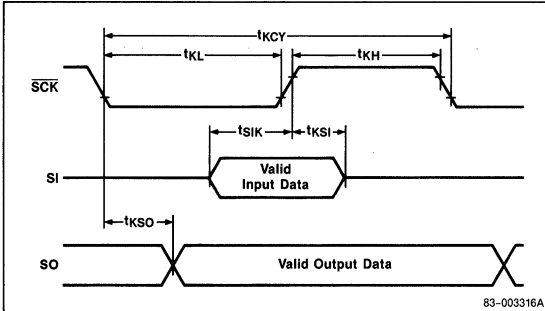 tKCY
tKL
tKH
SCK
tSIK
tKSI
SI
Valid
Input Data
tKSO
SO
Valid Output Data
83-003316A